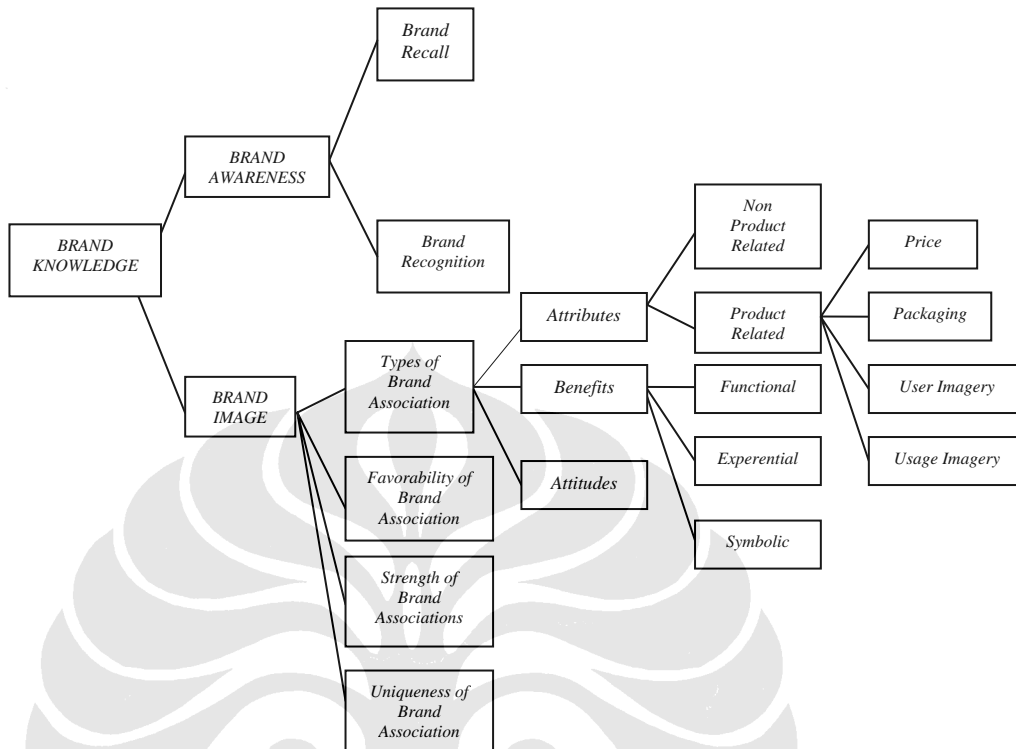 Brand
Recall
BRAND
AWARENESS
BRAND
KNOWLEDGE
Brand
Recognition
Non
Product
Related
Price
Attributes
Product
Related
Packaging
Types of
Brand
Association
Benefits
Functional
User Imagery
BRAND
IMAGE
Favorability of
Brand
Association
Attitudes
Experential
Usage Imagery
Symbolic
Strength of
Brand
Associations
Uniqueness of
Brand
Association